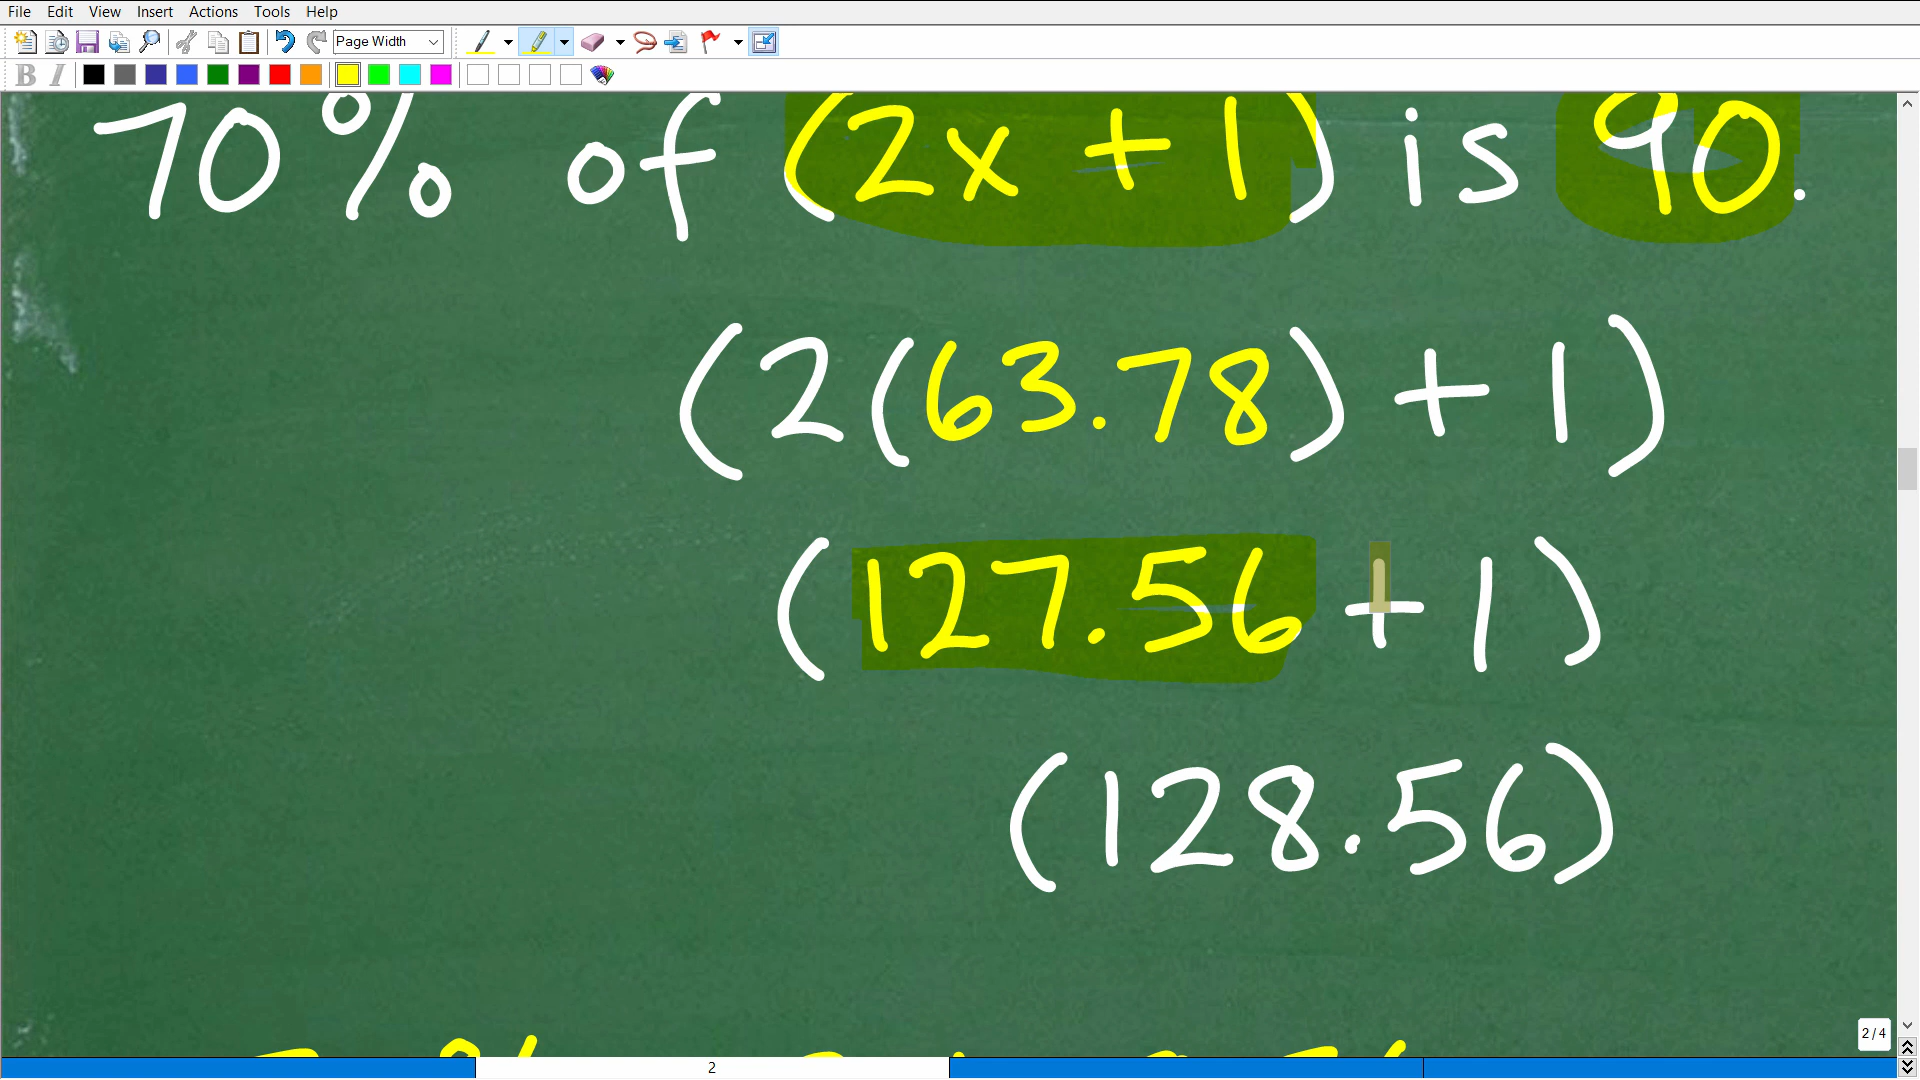 File Edit View Insert Actions Tools Help
Page Width
B I
70% of (2x + 1) is 90.
(2(63.78) + 1)
(127.56 + 1)
(128.56)
2 / 4
2